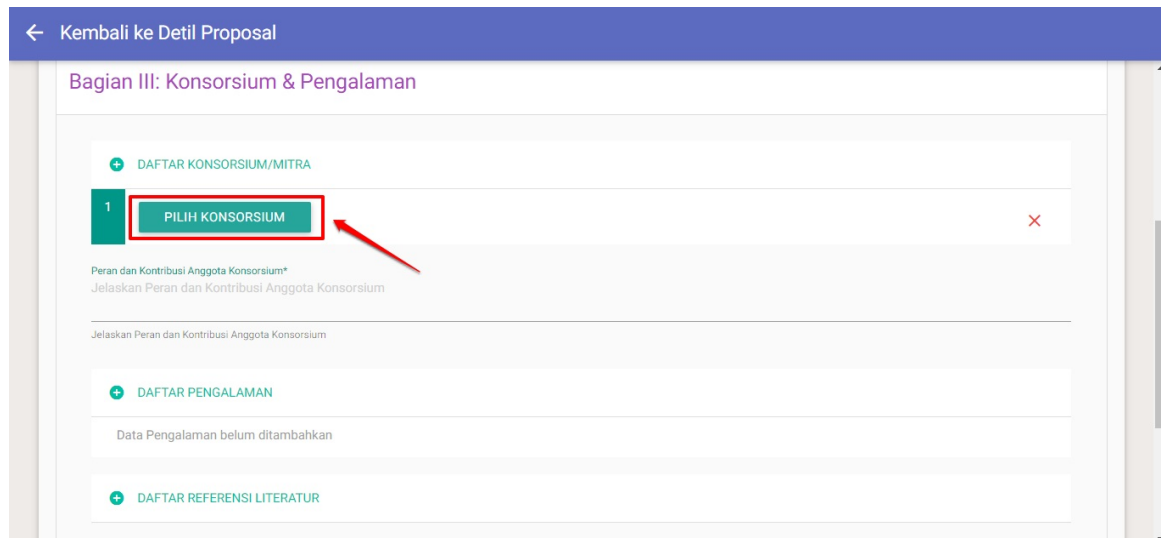 Kembali ke Detil Proposal
Bagian III: Konsorsium & Pengalaman
DAFTAR KONSORSIUM/MITRA
1
PILIH KONSORSIUM
Peran dan Kontribusi Anggota Konsorsium*
Jelaskan Peran dan Kontribusi Anggota Konsorsium
Jelaskan Peran dan Kontribusi Anggota Konsorsium
DAFTAR PENGALAMAN
Data Pengalaman belum ditambahkan
DAFTAR REFERENSI LITERATUR